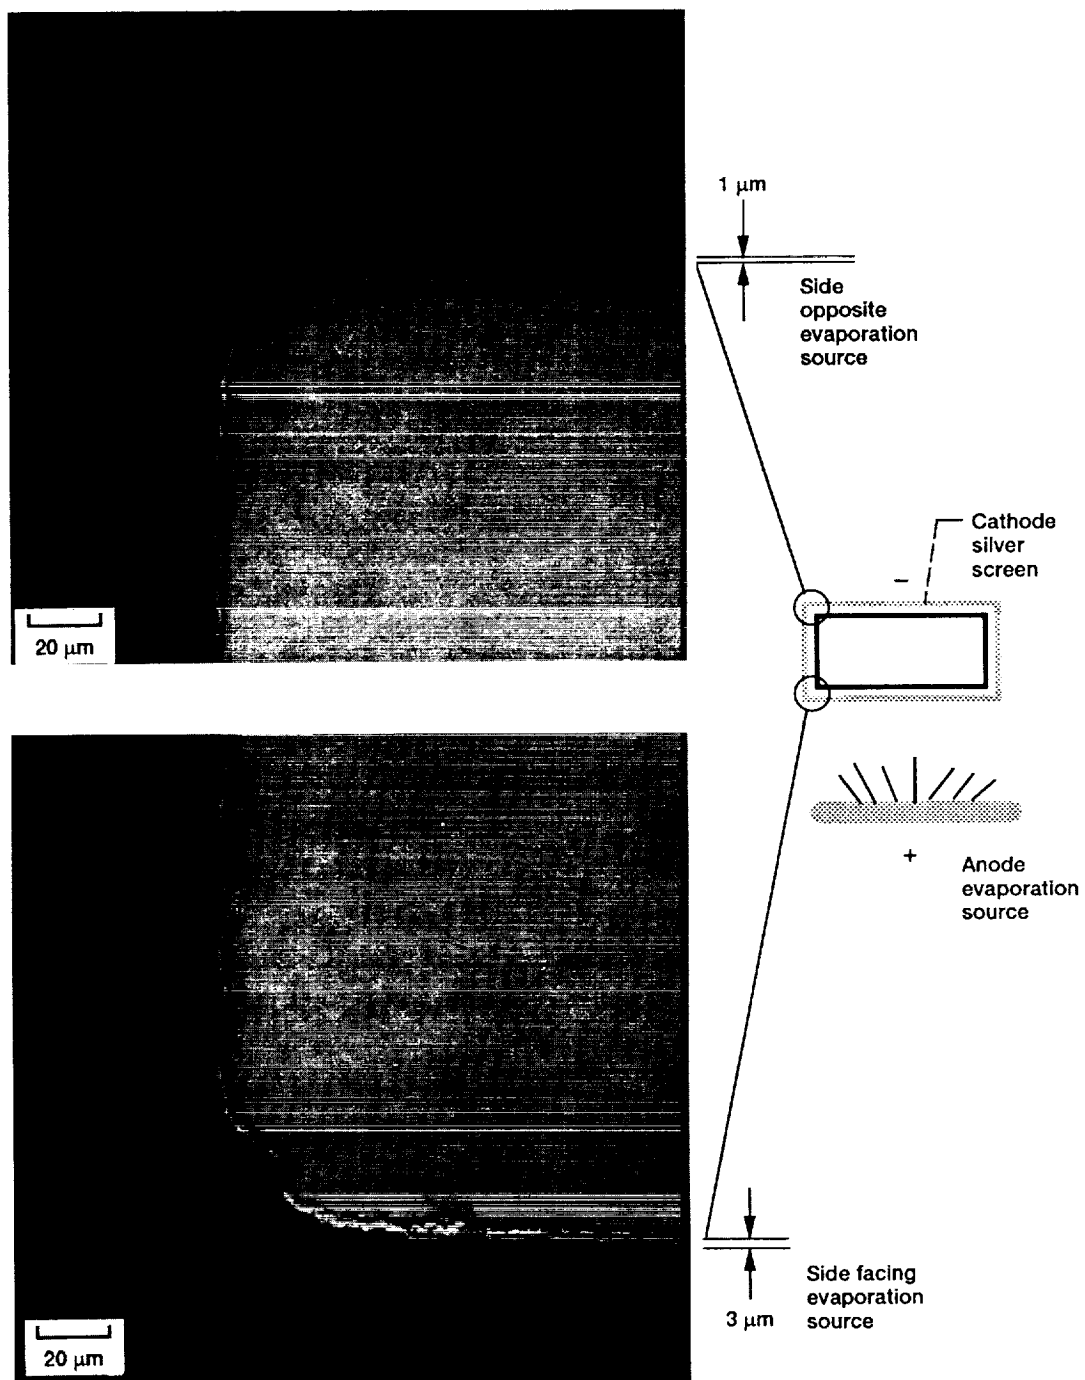 1 μm
Side
opposite
evaporation
source
Cathode
silver
screen
–
20 μm
+
Anode
evaporation
source
Side facing
evaporation
source
3 μm
20 μm